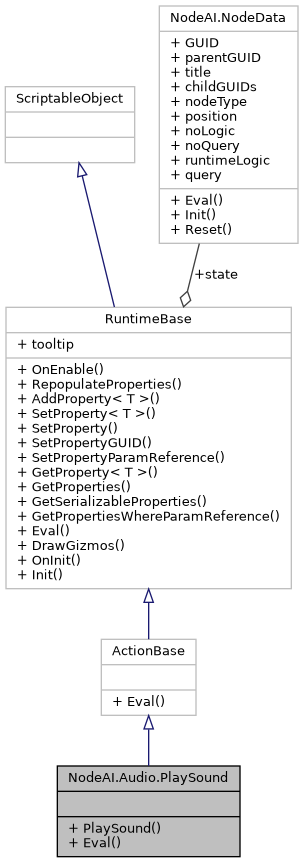 NodeAI.NodeData
+ GUID
+ parentGUID
+ title
+ childGUIDs
+ nodeType
+ position
+ noLogic
+ noQuery
+ runtimeLogic
+ query
+ Eval()
+ Init()
+ Reset()
ScriptableObject
+state
RuntimeBase
+ tooltip
+ OnEnable()
+ RepopulateProperties()
+ AddProperty< T >()
+ SetProperty< T >()
+ SetProperty()
+ SetPropertyGUID()
+ SetPropertyParamReference()
+ GetProperty< T >()
+ GetProperties()
+ GetSerializableProperties()
+ GetPropertiesWhereParamReference()
+ Eval()
+ DrawGizmos()
+ OnInit()
+ Init()
ActionBase
+ Eval()
NodeAI.Audio.PlaySound
+ PlaySound()
+ Eval()